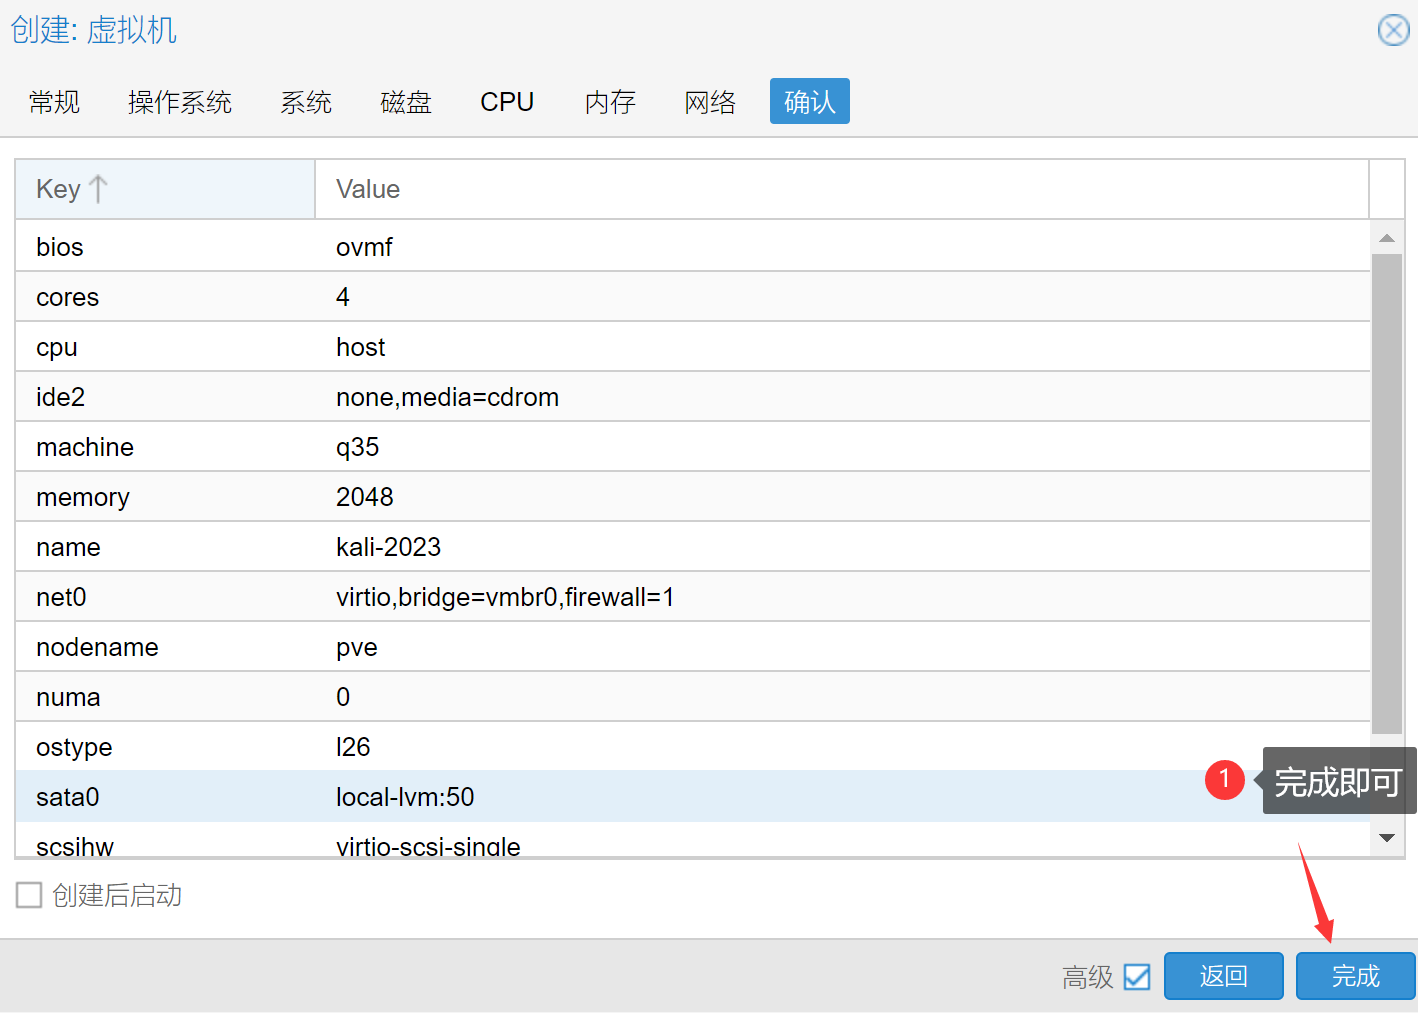 创建: 虚拟机
常规 操作系统 系统 磁盘 CPU 内存 网络 确认
Key Value
bios ovmf
cores 4
cpu host
ide2 none,media=cdrom
machine q35
memory 2048
name kali-2023
net0 virtio,bridge=vmbr0,firewall=1
nodename pve
numa 0
ostype l26
sata0 local-lvm:50
1 完成即可
scsihw virtio-scsi-single
创建后启动
高级 返回 完成